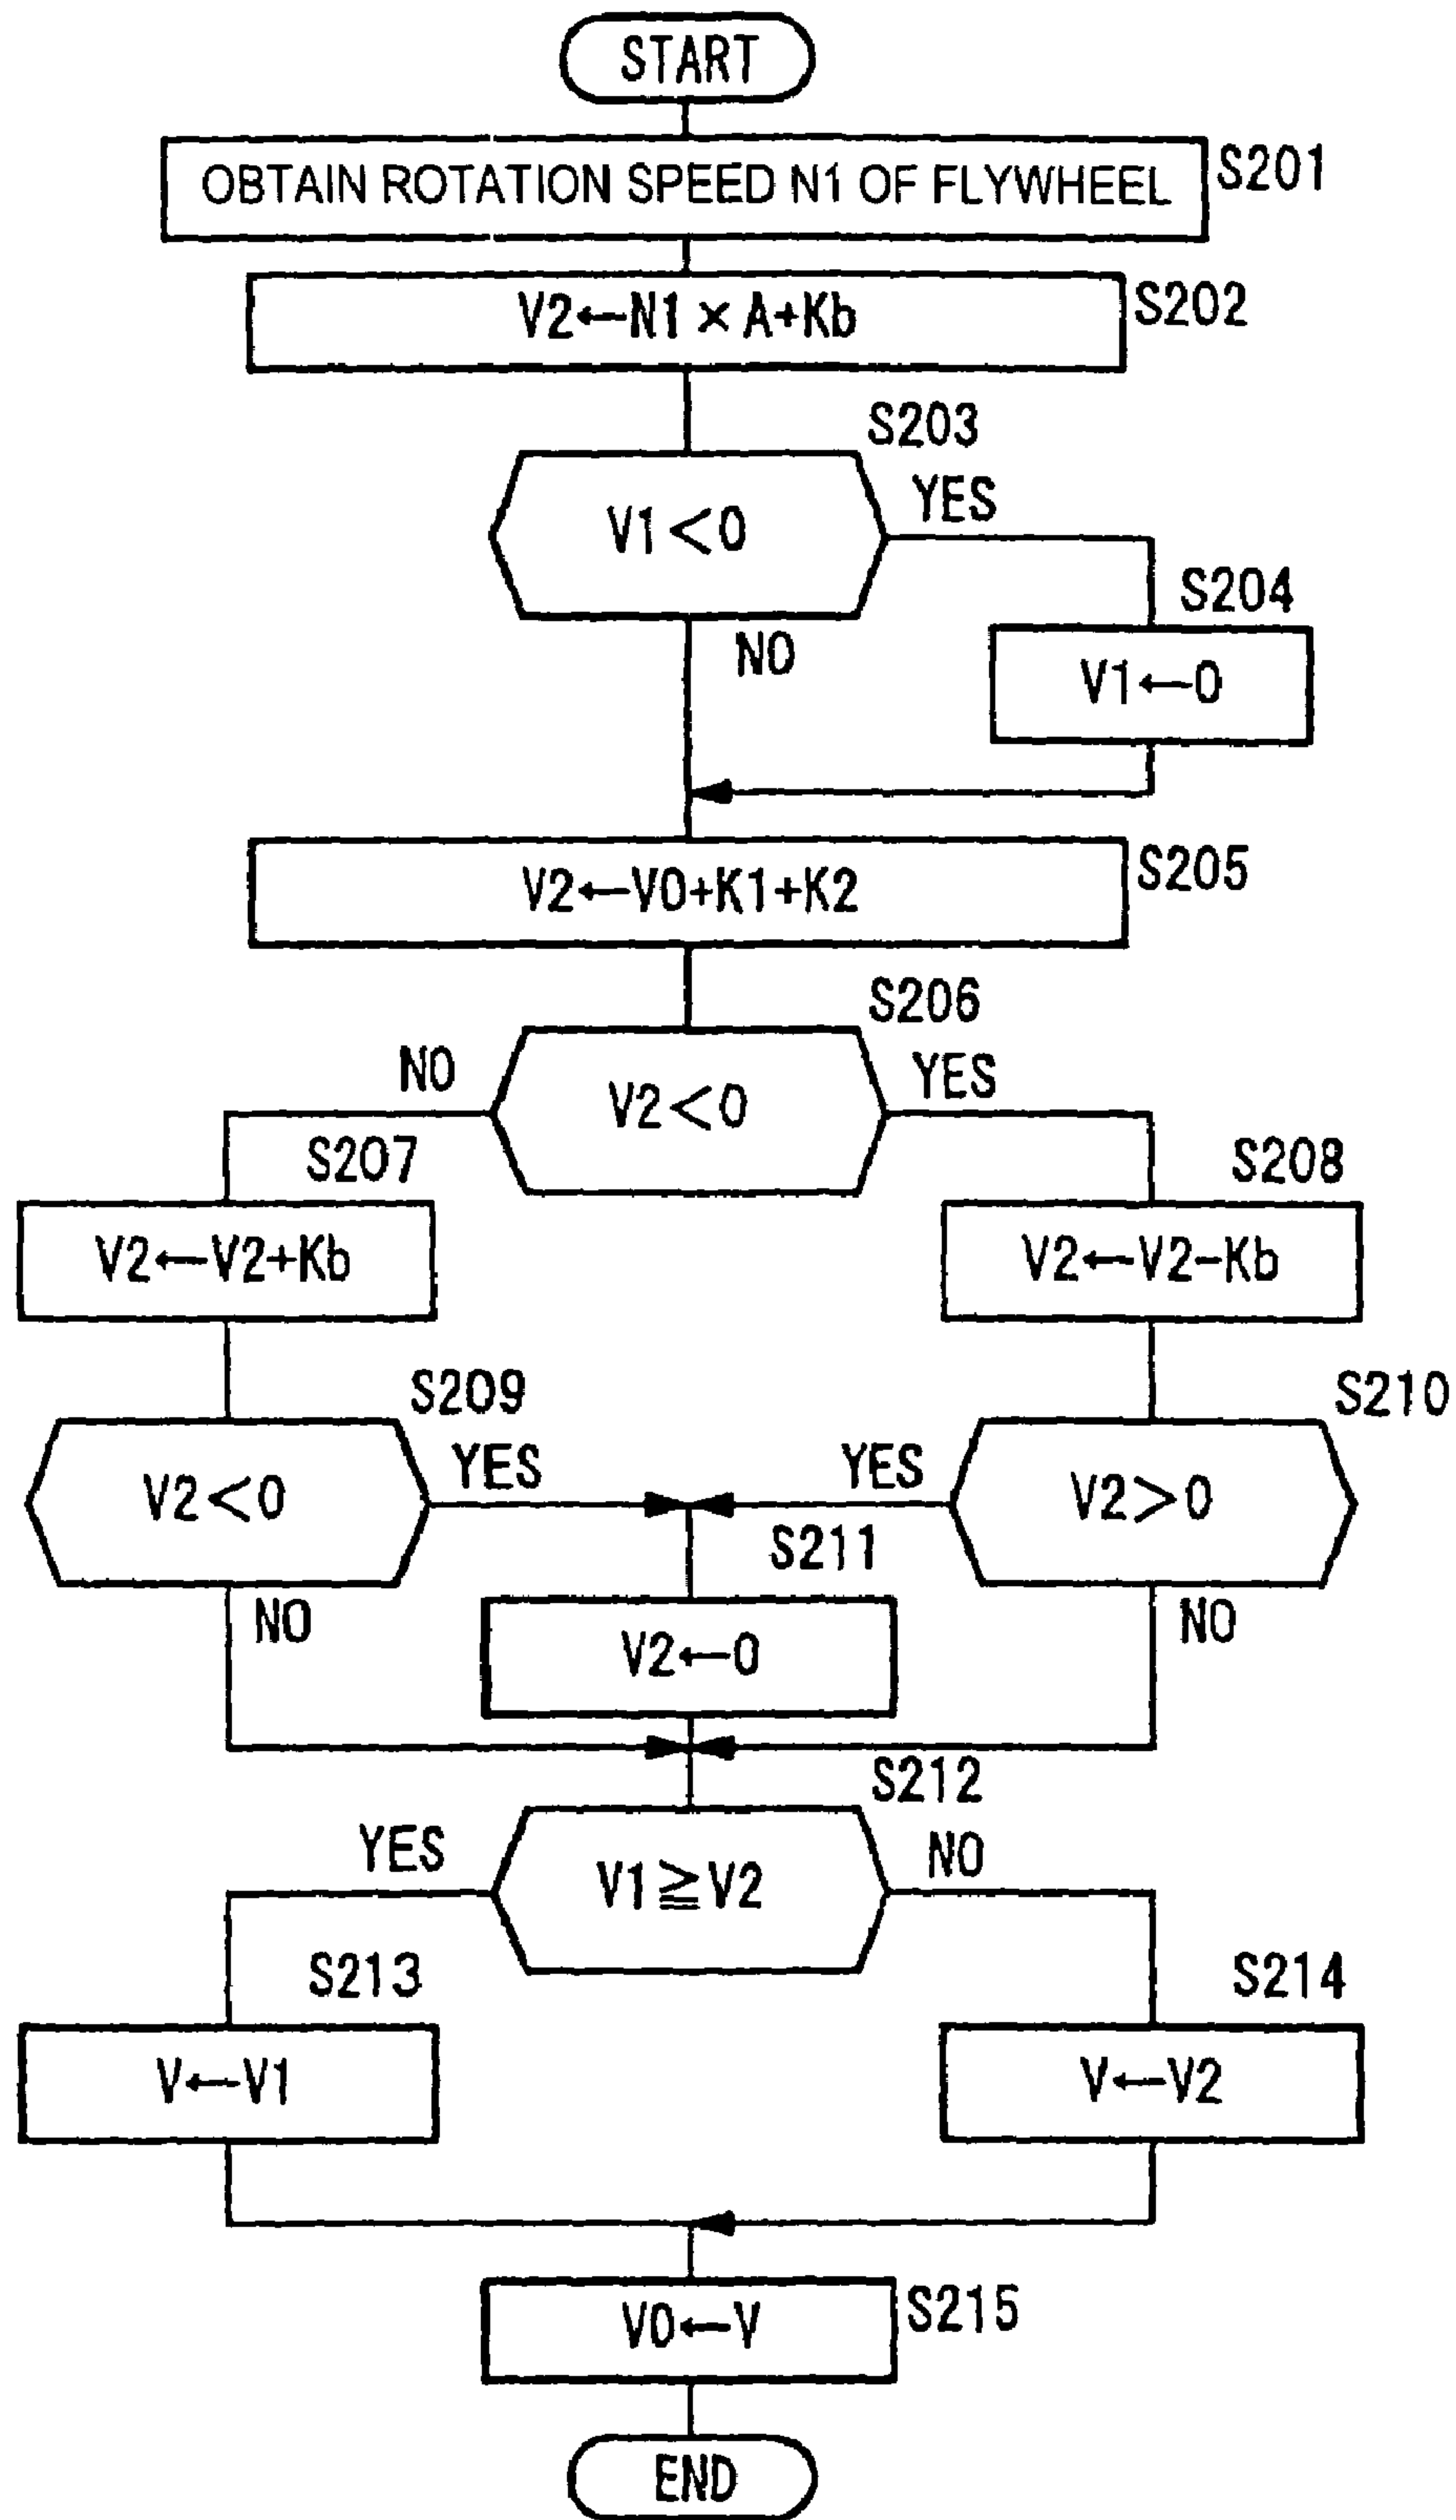 START
OBTAIN ROTATION SPEED N1 OF FLYWHEEL
S201
V2←N1×A+Kb
S202
S203
V1<0
YES
S204
NO
V1←0
V2←V0+K1+K2
S205
S206
NO
V2<0
YES
S207
S208
V2←V2+Kb
V2←V2-Kb
S209
S210
V2<0
YES
YES
V2>0
S211
NO
NO
V2←0
S212
YES
V1≧V2
NO
S213
S214
V←V1
V←V2
V0←V
S215
END